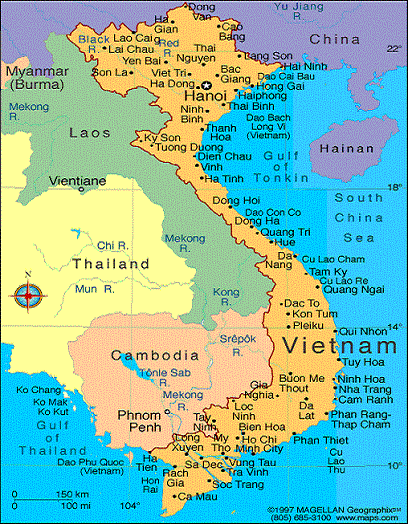 Dong
Van
Yu Jiang
R.
Ha
Gian
Cao
Bang
China
22°
Black
R.
Lao Cai
Red
R.
Thai
Nguyen
Lai Chau
Lang Son
Yen Bai
Hai Ninh
Myanmar
(Burma)
Son La
Viet Tri
Bac
Giang
Dao Cai Bau
Ha Dong
Hanoi
Hong Gai
Haiphong
Mekong
R.
Ninh
Binh
Thai Binh
Dao Bach
Long Vi
(Vietnam)
Laos
Thanh
Hoa
Ky Son
Tuong Duong
Hainan
Dien Chau
Gulf
of
Tonkin
Vinh
Vientiane
Ha Tinh
18°
Dong Hoi
South
China
Sea
Dao Con Co
Dong Ha
Quang Tri
Hue
Chi R.
Mekong
R.
Thailand
Da
Nang
Cu Lao Cham
Tam Ky
Cu Lao Re
Quang Ngai
N
Mun R.
Kong
R.
Dac To
Kon Tum
Pleiku
14°
Qui Nhon
Srêpôk
R.
Vietnam
Cambodia
Tônle Sab
R.
Tuy Hoa
Buon Me
Thout
Ninh Hoa
Nha Trang
Cam Ranh
Ko Chang
Ko Mak
Ko Kut
Mekong
R.
Gia
Nghia
Da
Lat
Phan Rang-
Thap Cham
Phnom
Penh
Loc
Ninh
Tay
Ninh
Bien Hoa
Gulf
of
Thailand
Phan Thiet
Long
Xuyen
My
Tho
Ho Chi
Minh City
Cu
Lao
Thu
Ha
Tien
Dao Phu Quoc
(Vietnam)
Sa Dec
Vung Tau
Rach
Gia
Tra Vinh
10°
Hon
Rai
Soc Trang
Ca Mau
0
150 km
0
150 mi
©1997 MAGELLAN Geographix℠
(805) 685-3100 www.maps.com